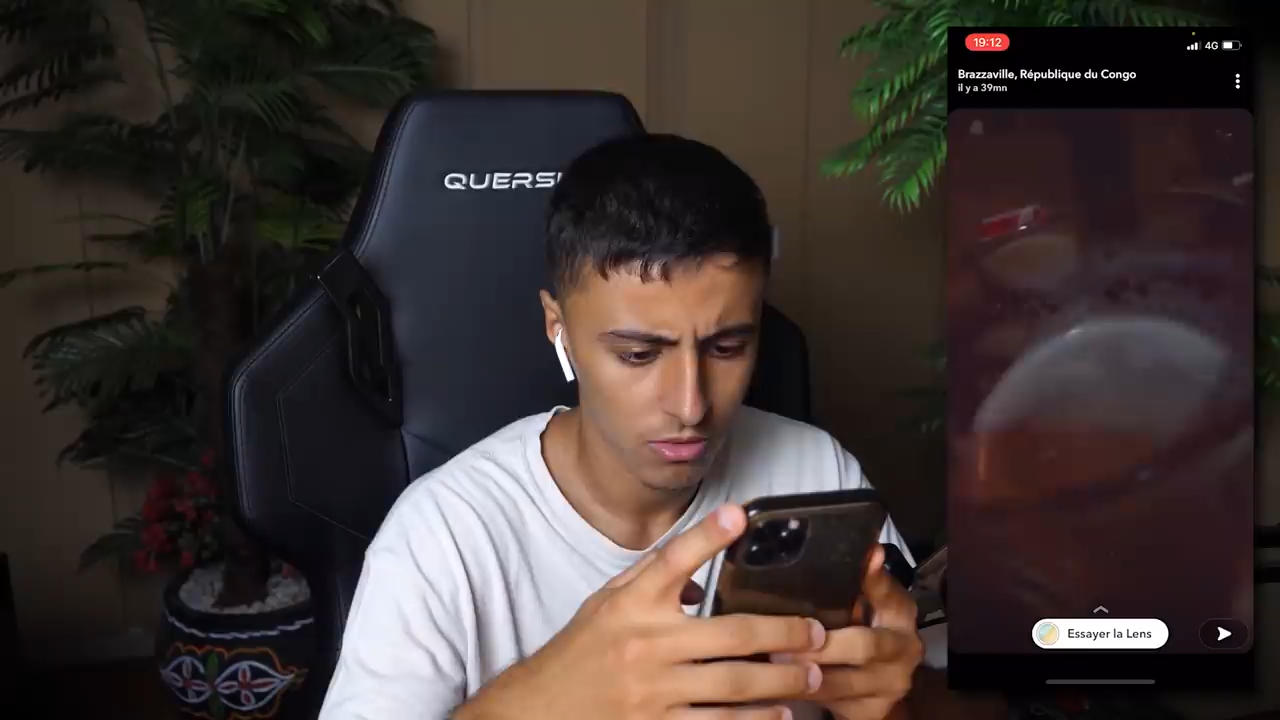 QUERS
19:12
4G
Brazzaville, République du Congo
il y a 39mn
Essayer la Lens